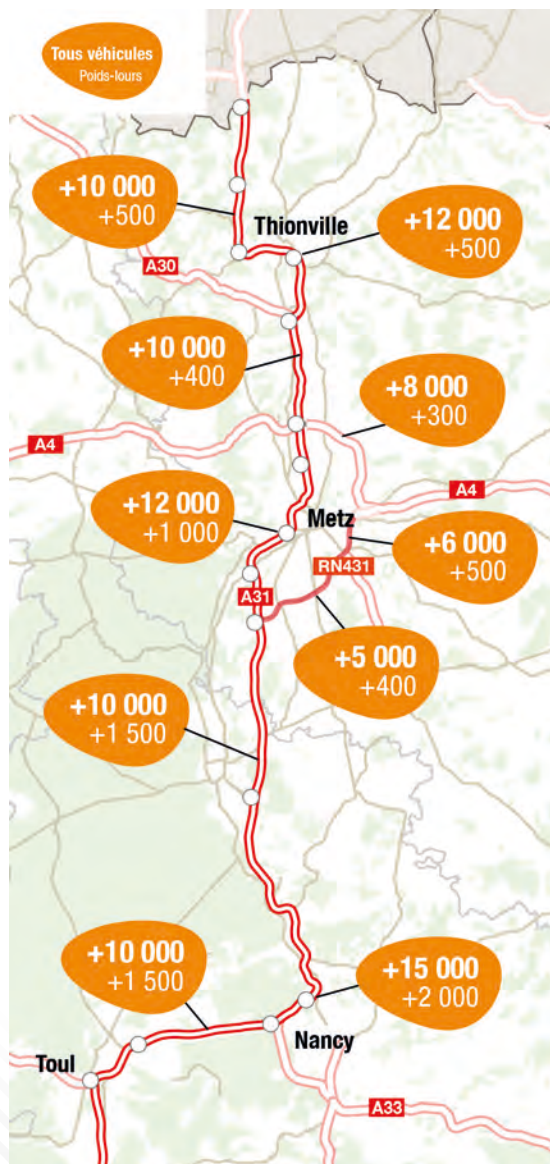 Tous véhicules
Poids-lours
+10 000
+500
Thionville
+12 000
+500
A30
+10 000
+400
+8 000
+300
A4
A4
+12 000
+1 000
Metz
+6 000
+500
RN431
A31
+5 000
+400
+10 000
+1 500
+10 000
+1 500
+15 000
+2 000
Nancy
Toul
A33